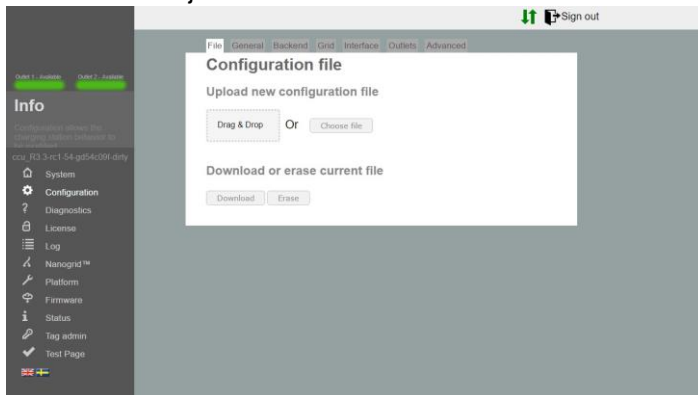 Sign out
File General Backend Grid Interface Outlets Advanced
Configuration file
Upload new configuration file
Drag & Drop Or Choose file
Download or erase current file
Download Erase
Outlet 1 - Available Outlet 2 - Available
Info
Configuration allows the
charging station behavior to
be modified
ccu_R3.3-rc1-54-gd54c09f-dirty
System
Configuration
Diagnostics
License
Log
Nanogrid™
Platform
Firmware
Status
Tag admin
Test Page